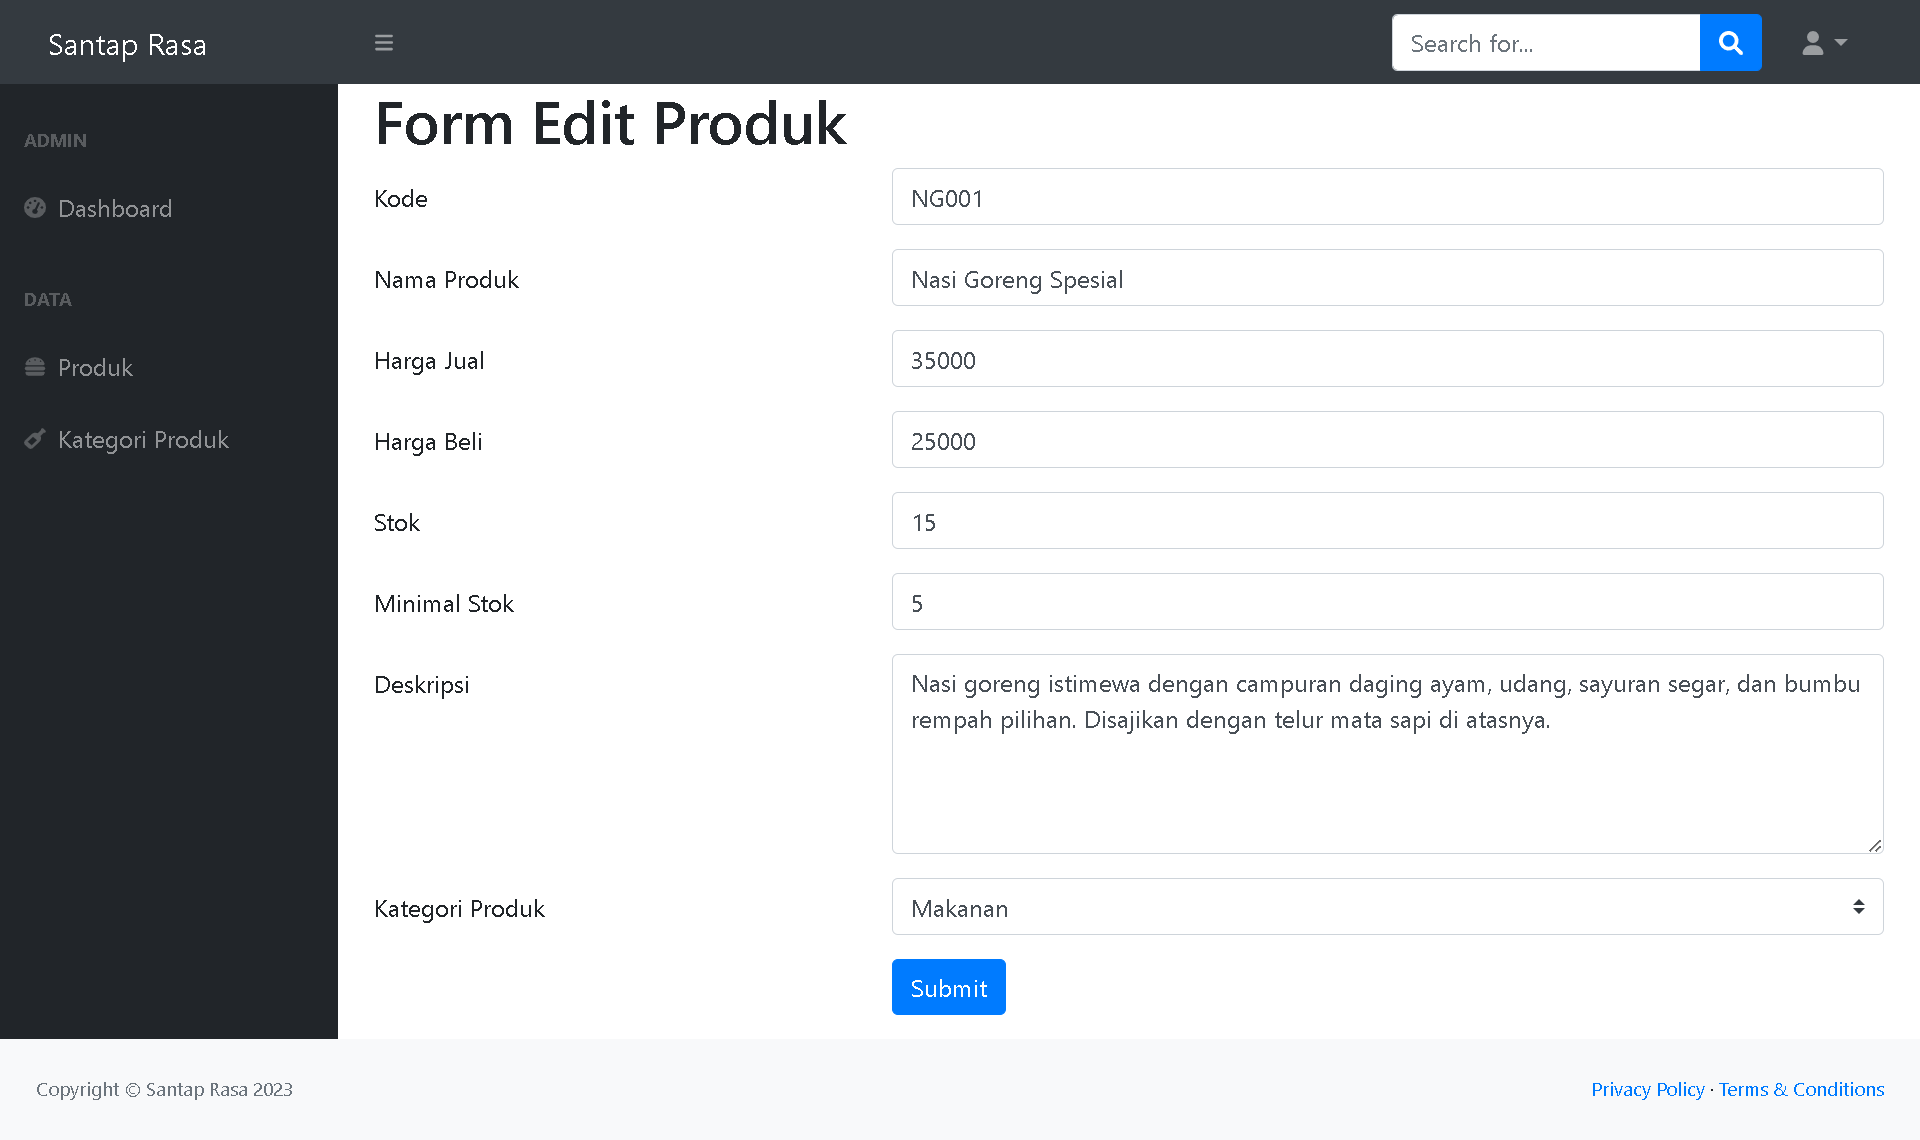 Santap Rasa
Search for...
ADMIN
Dashboard
DATA
Produk
Kategori Produk
Form Edit Produk
Kode
NG001
Nama Produk
Nasi Goreng Spesial
Harga Jual
35000
Harga Beli
25000
Stok
15
Minimal Stok
5
Deskripsi
Nasi goreng istimewa dengan campuran daging ayam, udang, sayuran segar, dan bumbu
rempah pilihan. Disajikan dengan telur mata sapi di atasnya.
Kategori Produk
Makanan
Submit
Copyright © Santap Rasa 2023
Privacy Policy · Terms & Conditions